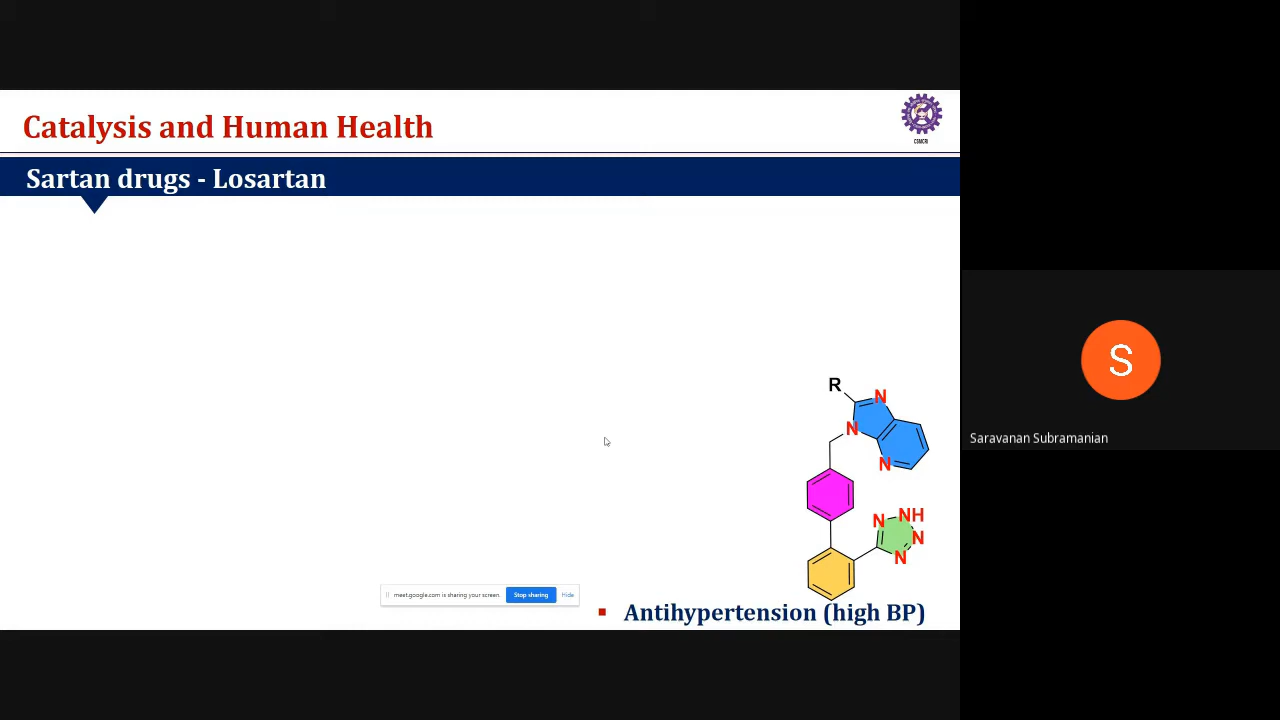 Catalysis and Human Health
CSMCRI
Sartan drugs - Losartan
R
N
N
N
N
NH
N
N
meet.google.com is sharing your screen.
Stop sharing
Hide
Antihypertension (high BP)
S
Saravanan Subramanian